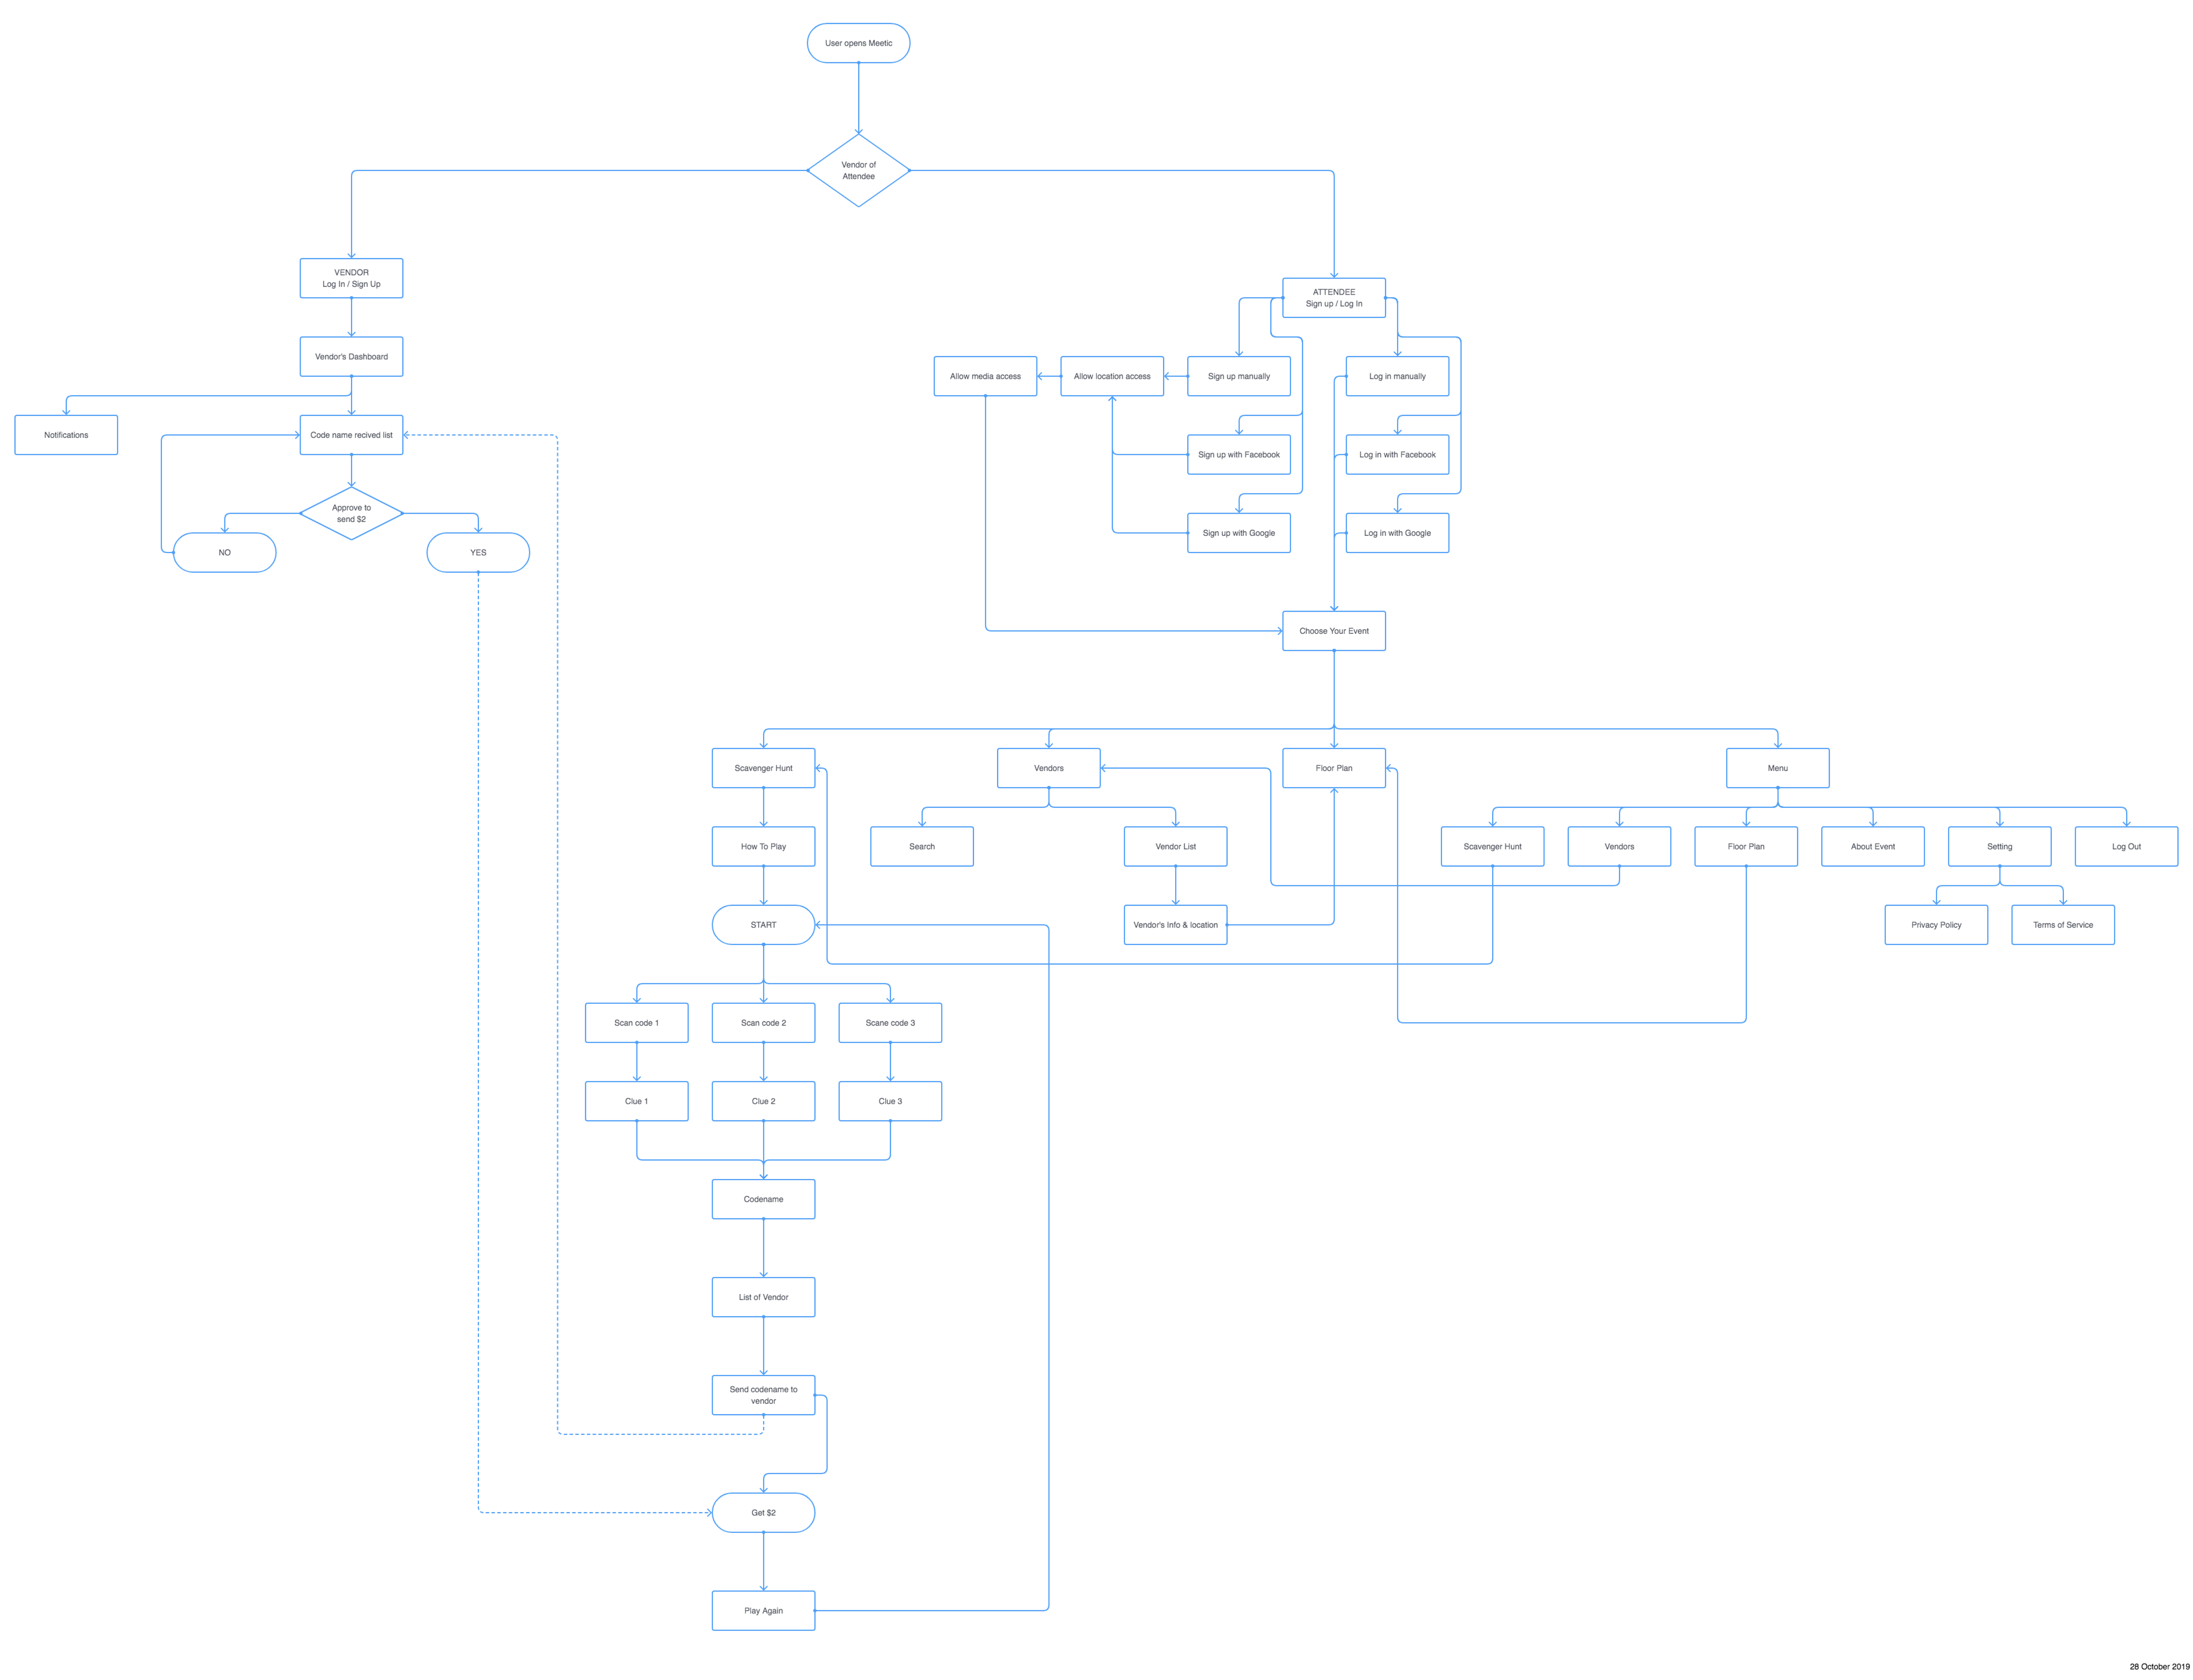 User opens Meetic
Vendor of
Attendee
VENDOR
Log In / Sign Up
ATTENDEE
Sign up / Log In
Vendor's Dashboard
Allow media access
Allow location access
Sign up manually
Log in manually
Notifications
Code name recived list
Sign up with Facebook
Log in with Facebook
Approve to
send $2
Sign up with Google
Log in with Google
NO
YES
Choose Your Event
Scavenger Hunt
Vendors
Floor Plan
Menu
How To Play
Search
Vendor List
Scavenger Hunt
Vendors
Floor Plan
About Event
Setting
Log Out
START
Vendor's Info & location
Privacy Policy
Terms of Service
Scan code 1
Scan code 2
Scane code 3
Clue 1
Clue 2
Clue 3
Codename
List of Vendor
Send codename to
vendor
Get $2
Play Again
28 October 2019